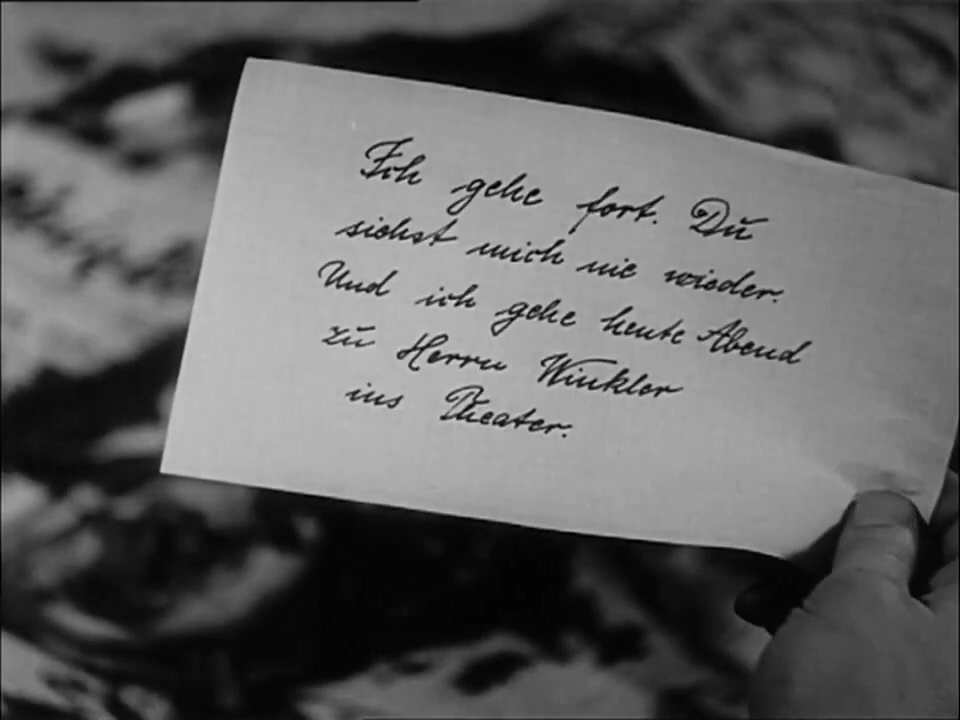 Ich gehe fort. Du
siehst mich nie wieder.
Und ich gehe heute Abend
zu Herrn Winkler
ins Theater.